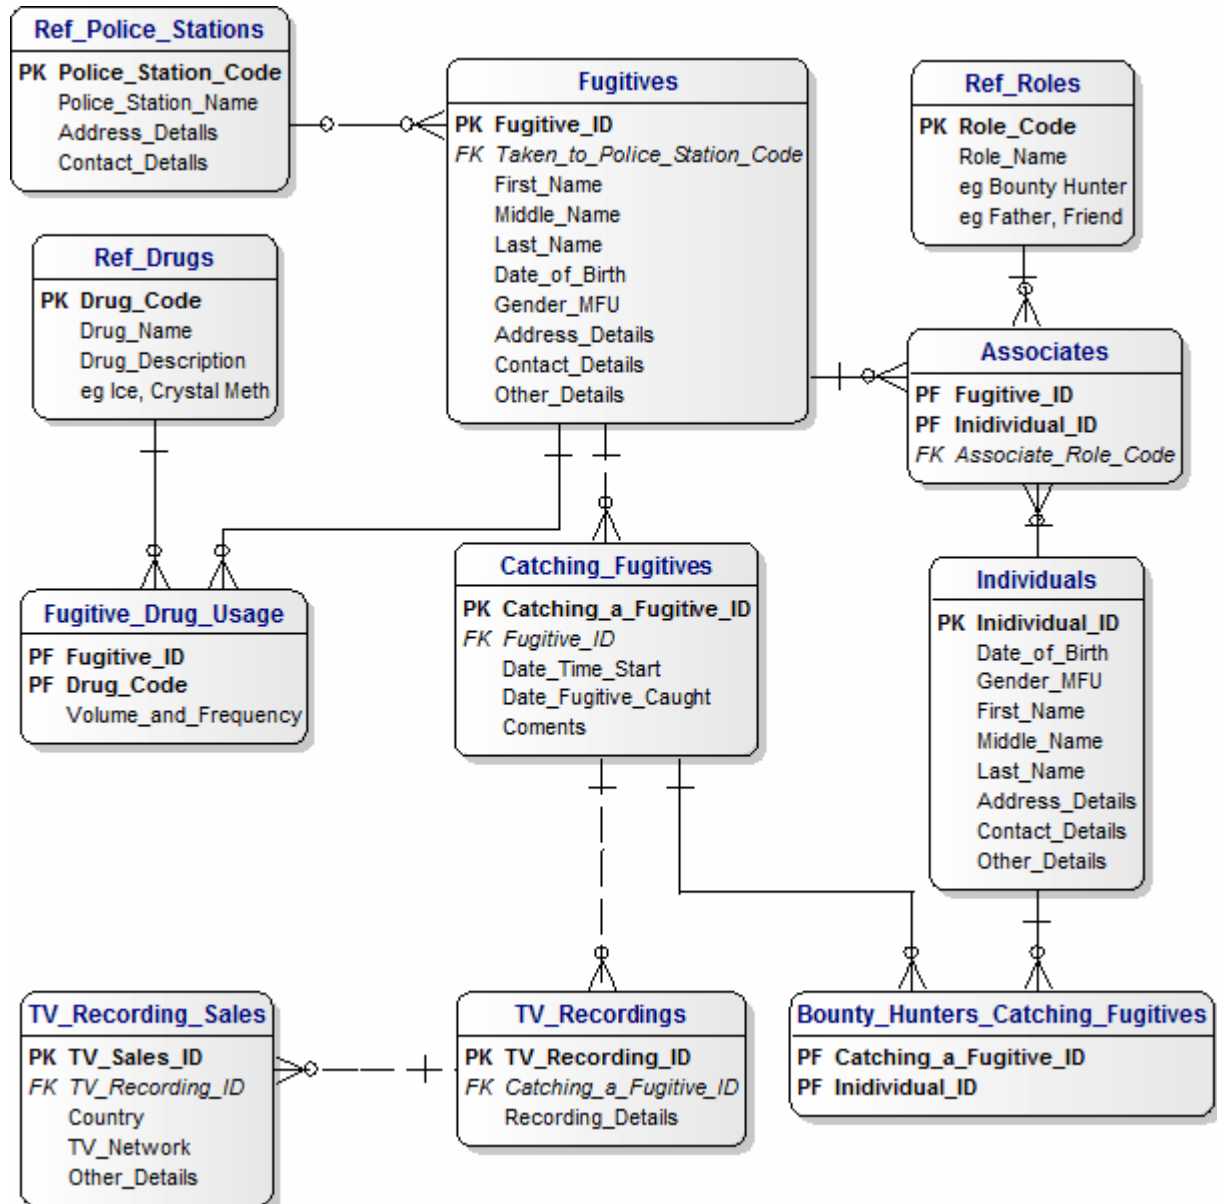 Ref_Police_Stations
PK Police_Station_Code
Police_Station_Name
Address_Detalls
Contact_Detalls
Fugitives
PK Fugitive_ID
FK Taken_to_Police_Station_Code
First_Name
Middle_Name
Last_Name
Date_of_Birth
Gender_MFU
Address_Details
Contact_Details
Other_Details
Ref_Roles
PK Role_Code
Role_Name
eg Bounty Hunter
eg Father, Friend
Ref_Drugs
PK Drug_Code
Drug_Name
Drug_Description
eg Ice, Crystal Meth
Associates
PF Fugitive_ID
PF Inidividual_ID
FK Associate_Role_Code
Fugitive_Drug_Usage
PF Fugitive_ID
PF Drug_Code
Volume_and_Frequency
Catching_Fugitives
PK Catching_a_Fugitive_ID
FK Fugitive_ID
Date_Time_Start
Date_Fugitive_Caught
Coments
Individuals
PK Inidividual_ID
Date_of_Birth
Gender_MFU
First_Name
Middle_Name
Last_Name
Address_Details
Contact_Details
Other_Details
TV_Recording_Sales
PK TV_Sales_ID
FK TV_Recording_ID
Country
TV_Network
Other_Details
TV_Recordings
PK TV_Recording_ID
FK Catching_a_Fugitive_ID
Recording_Details
Bounty_Hunters_Catching_Fugitives
PF Catching_a_Fugitive_ID
PF Inidividual_ID